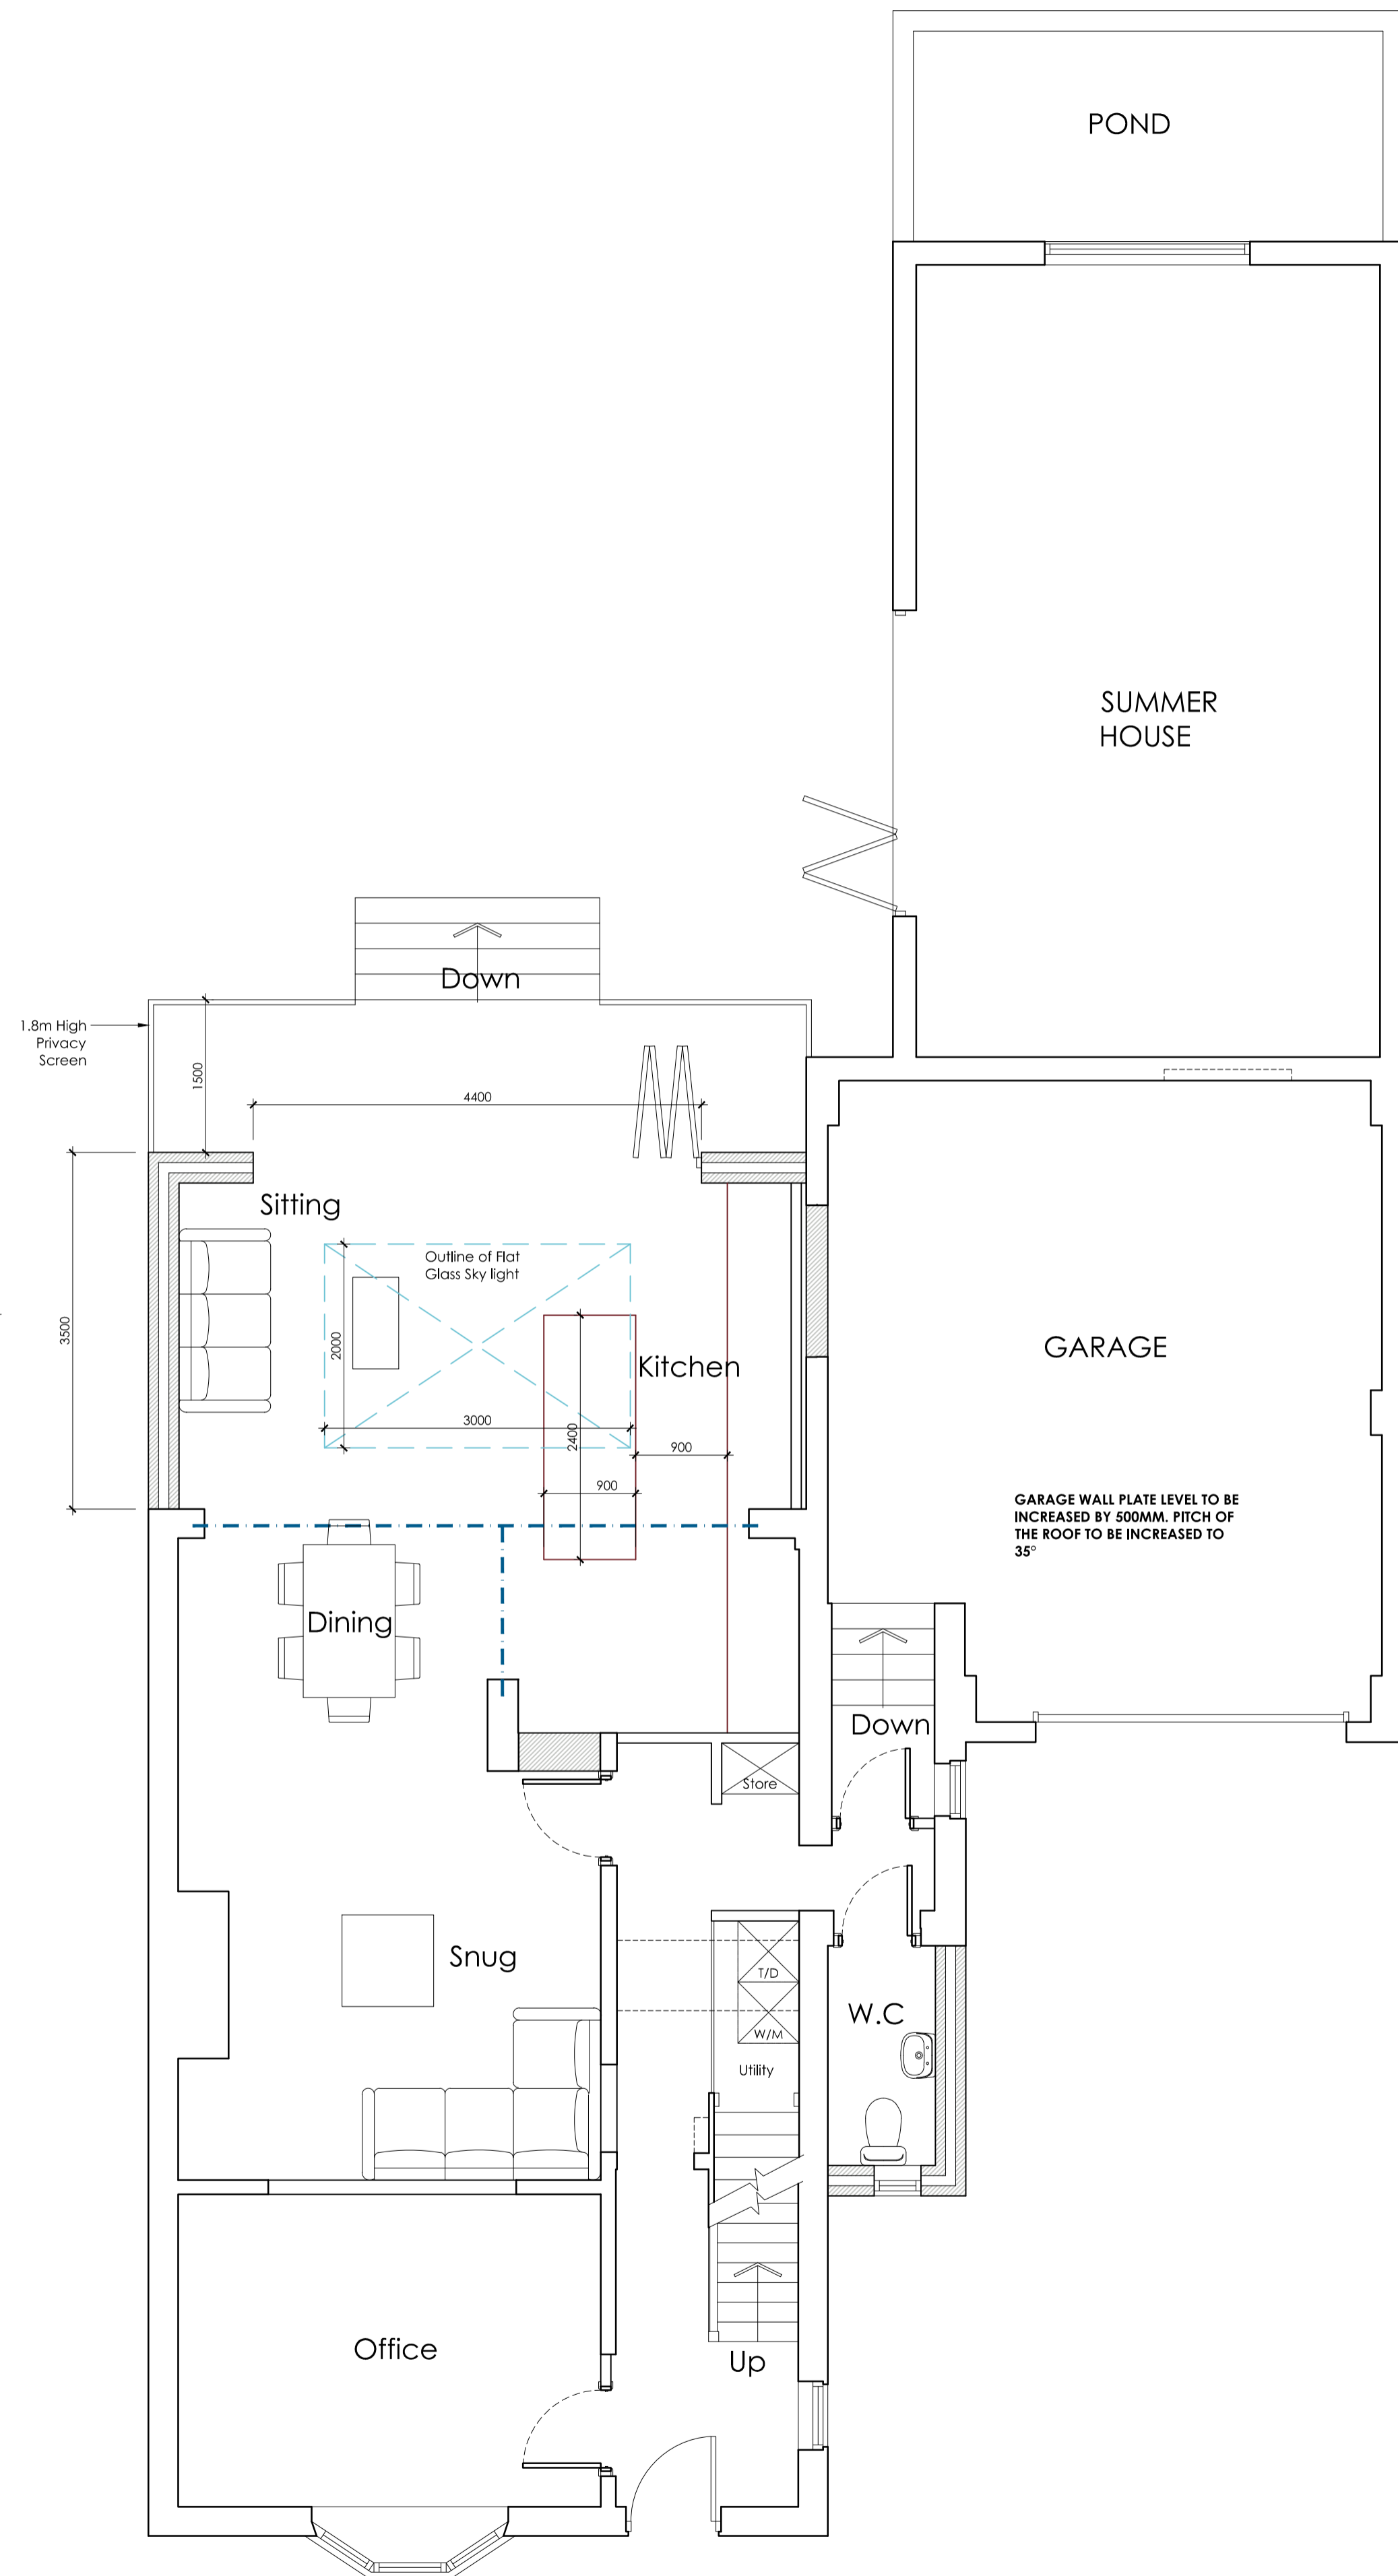 POND
SUMMER
HOUSE
Down
1.8m High
Privacy
Screen
1500
4400
Sitting
Outline of Flat
Glass Sky light
3500
2000
Kitchen
GARAGE
3000
2400
900
900
GARAGE WALL PLATE LEVEL TO BE
INCREASED BY 500MM. PITCH OF
THE ROOF TO BE INCREASED TO
35°
Dining
Down
Store
Snug
T/D
W/M
W.C
Utility
Office
Up